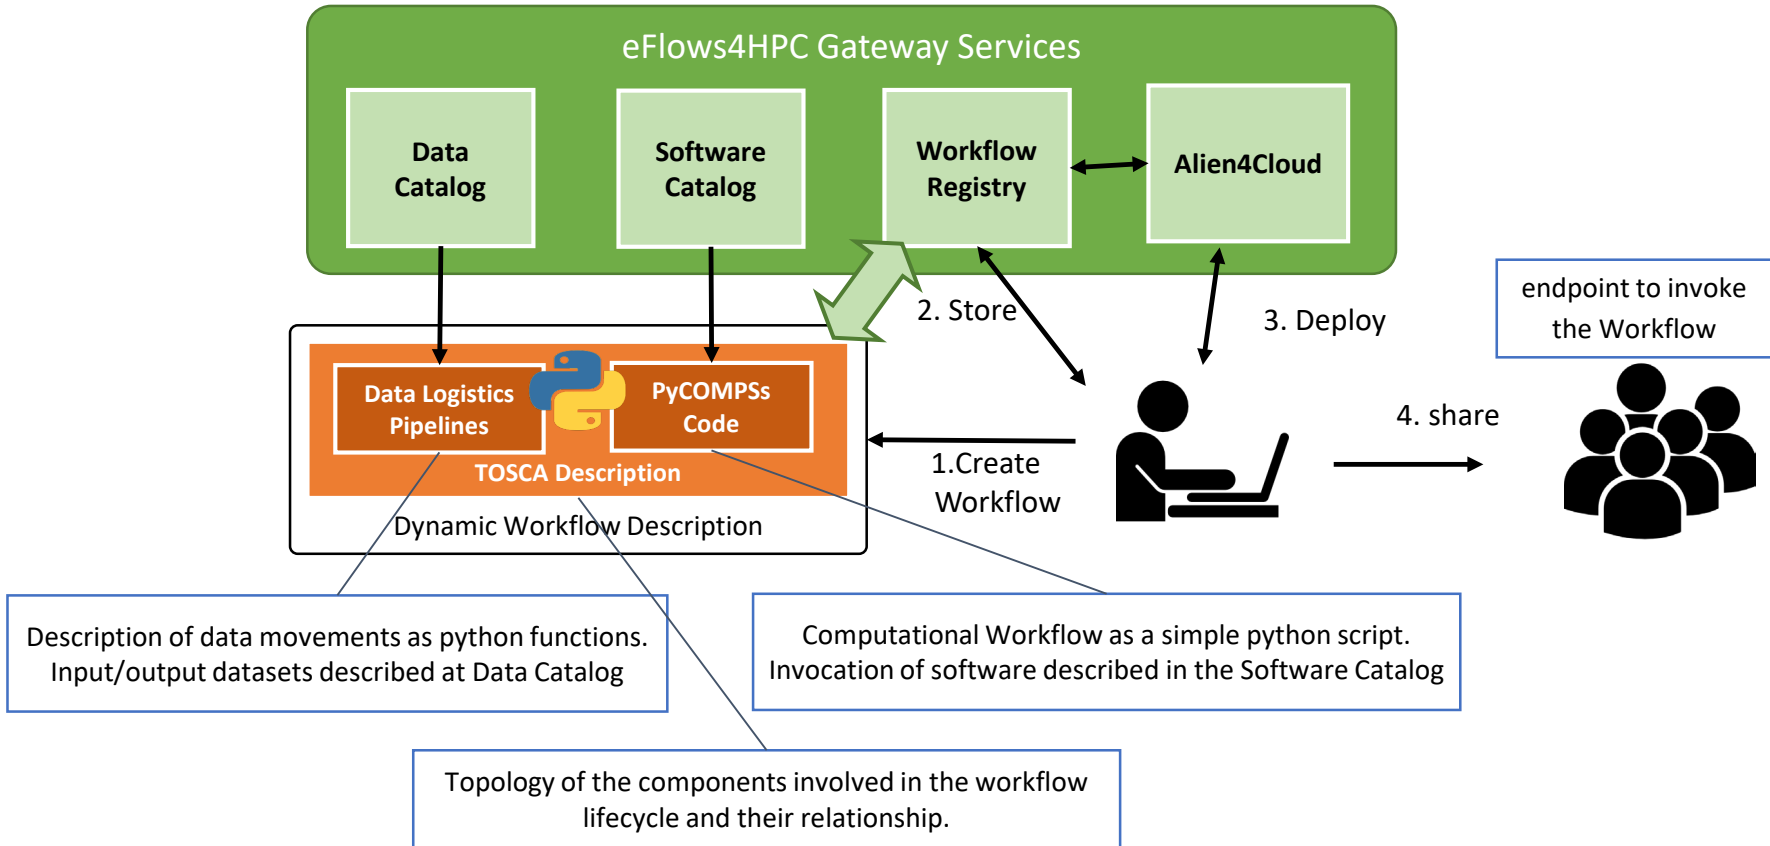 eFlows4HPC Gateway Services
Data
Catalog
Software
Catalog
Workflow
Registry
Alien4Cloud
2. Store
3. Deploy
endpoint to invoke
the Workflow
Data Logistics
Pipelines
PyCOMPSs
Code
TOSCA Description
Dynamic Workflow Description
1.Create
Workflow
4. share
Description of data movements as python functions.
Input/output datasets described at Data Catalog
Computational Workflow as a simple python script.
Invocation of software described in the Software Catalog
Topology of the components involved in the workflow
lifecycle and their relationship.